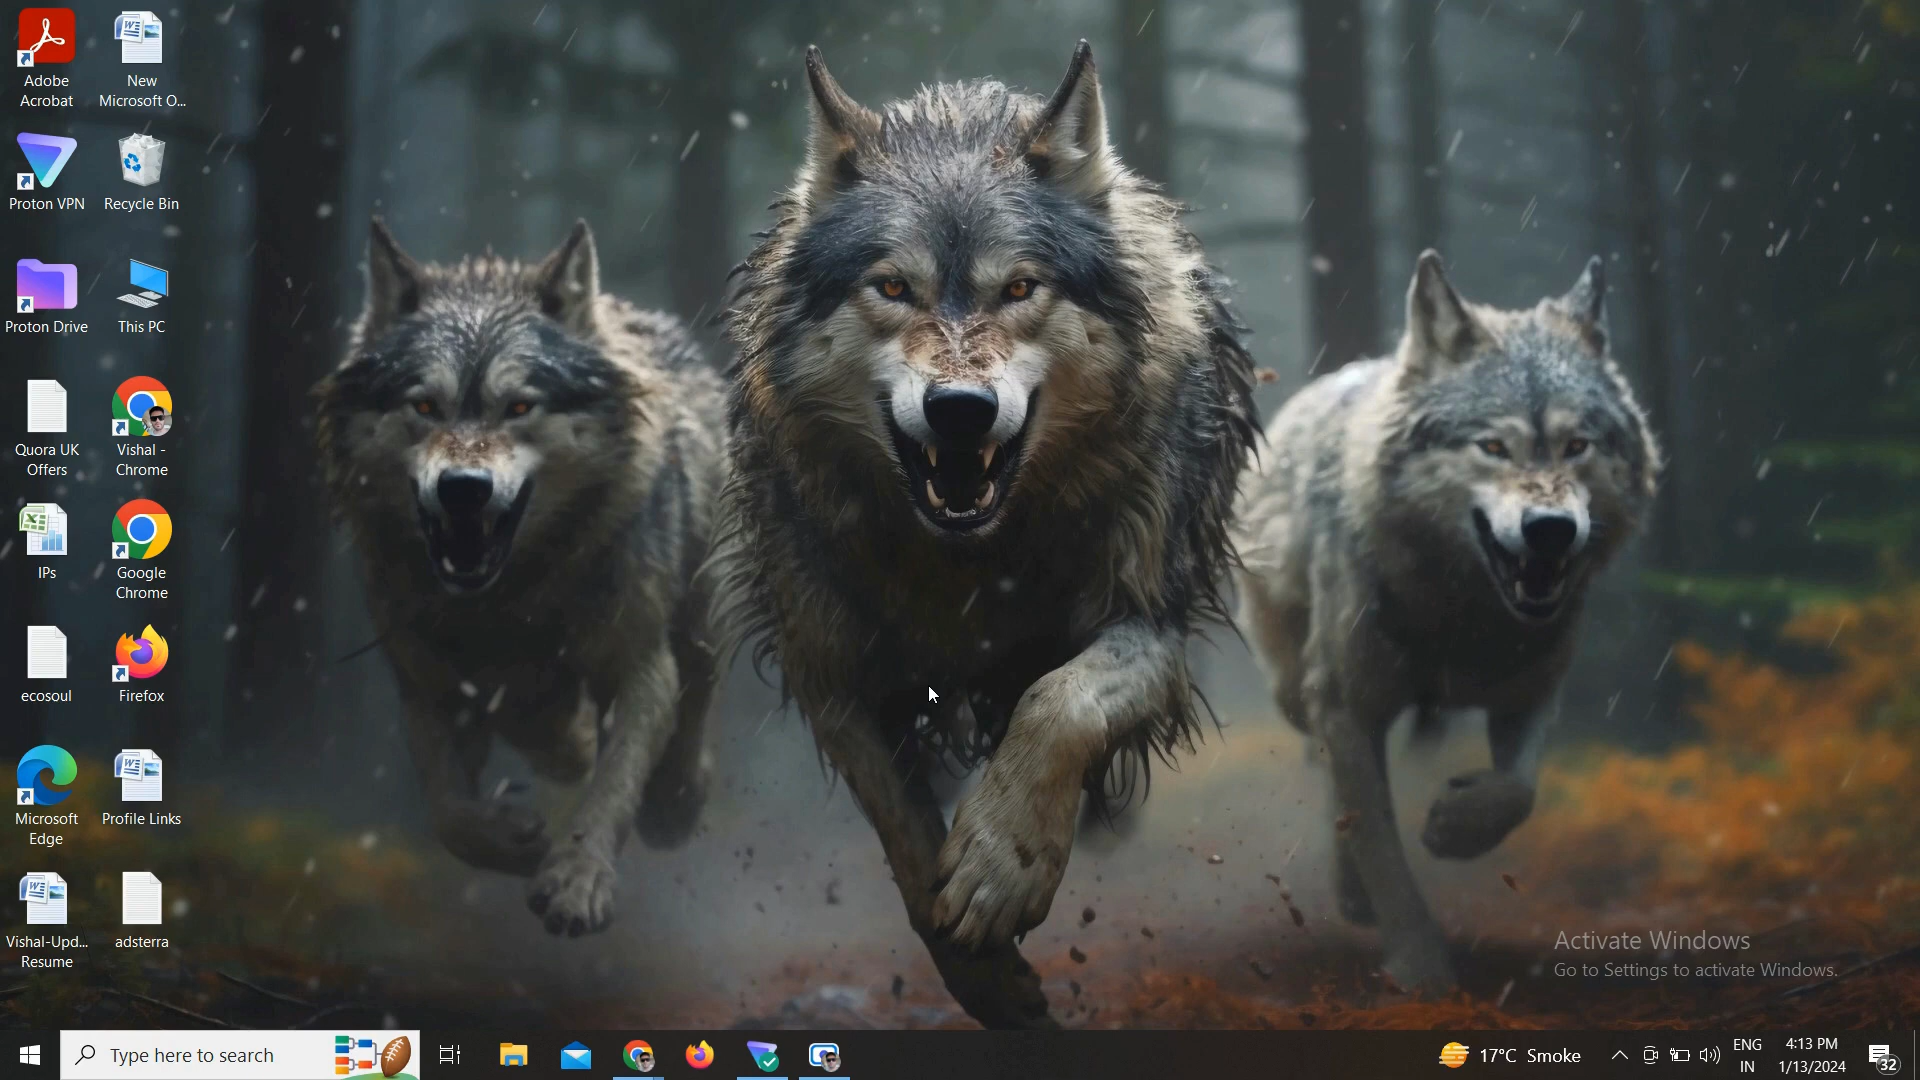 Adobe
Acrobat
New
Microsoft O...
Proton VPN
Recycle Bin
Proton Drive
This PC
Quora UK
Offers
Vishal -
Chrome
IPs
Google
Chrome
ecosoul
Firefox
Microsoft
Edge
Profile Links
Vishal-Upd...
Resume
adsterra
Activate Windows
Go to Settings to activate Windows.
Type here to search
17°C Smoke
ENG
IN
4:13 PM
1/13/2024
32